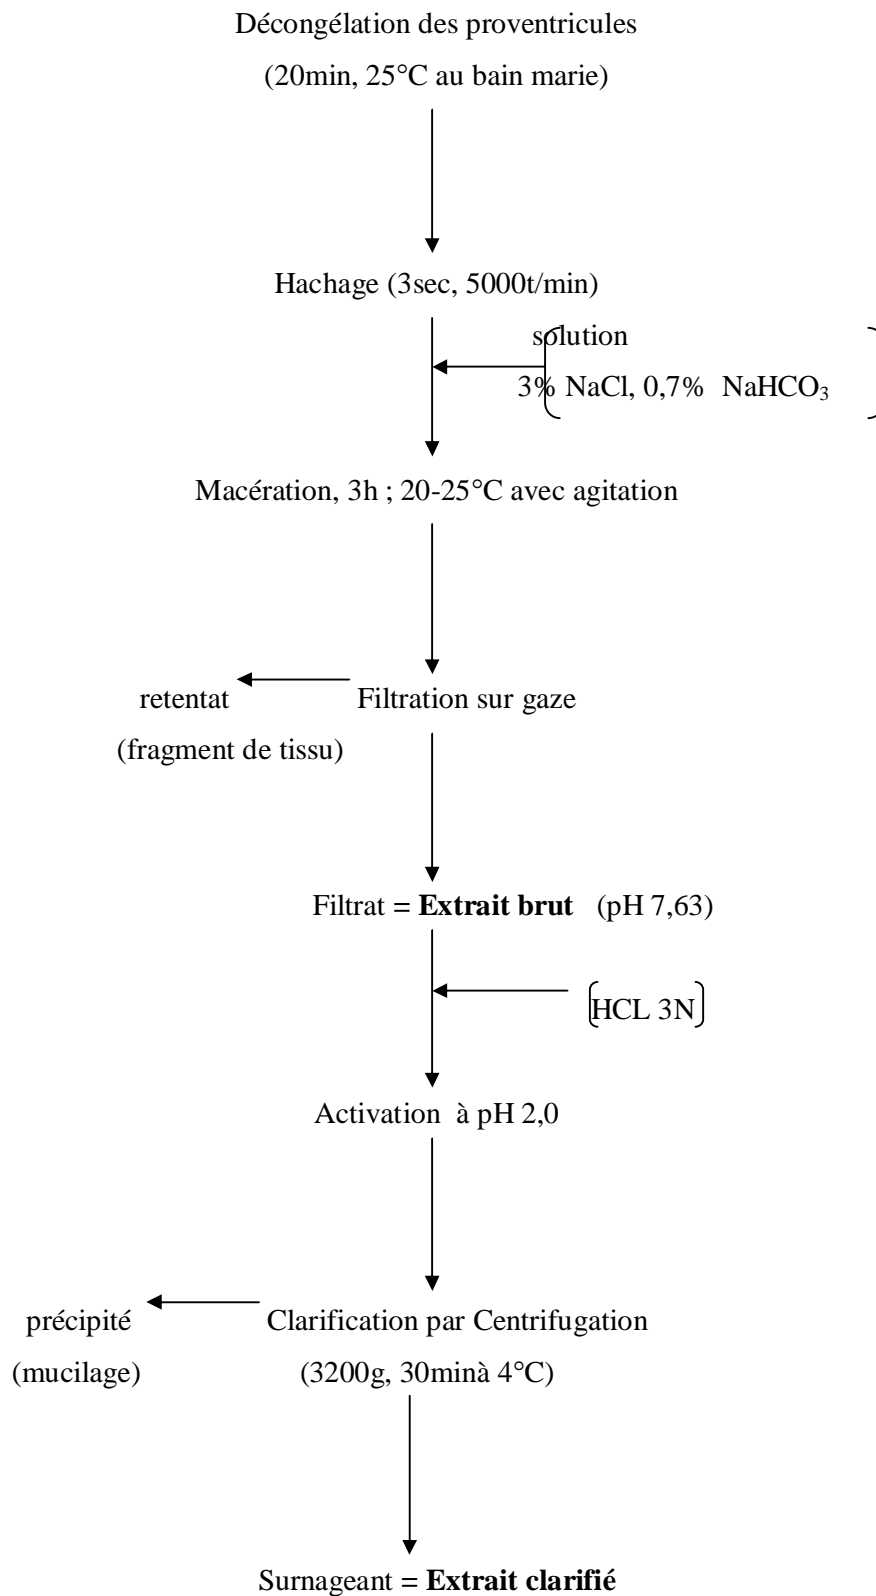 Décongélation des proventricules
(20min, 25°C au bain marie)
Hachage (3sec, 5000t/min)
solution
3% NaCl, 0,7% NaHCO₃
Macération, 3h ; 20-25°C avec agitation
retentat Filtration sur gaze
(fragment de tissu)
Filtrat = Extrait brut (pH 7,63)
HCL 3N
Activation à pH 2,0
précipité Clarification par Centrifugation
(mucilage) (3200g, 30minà 4°C)
Surnageant = Extrait clarifié